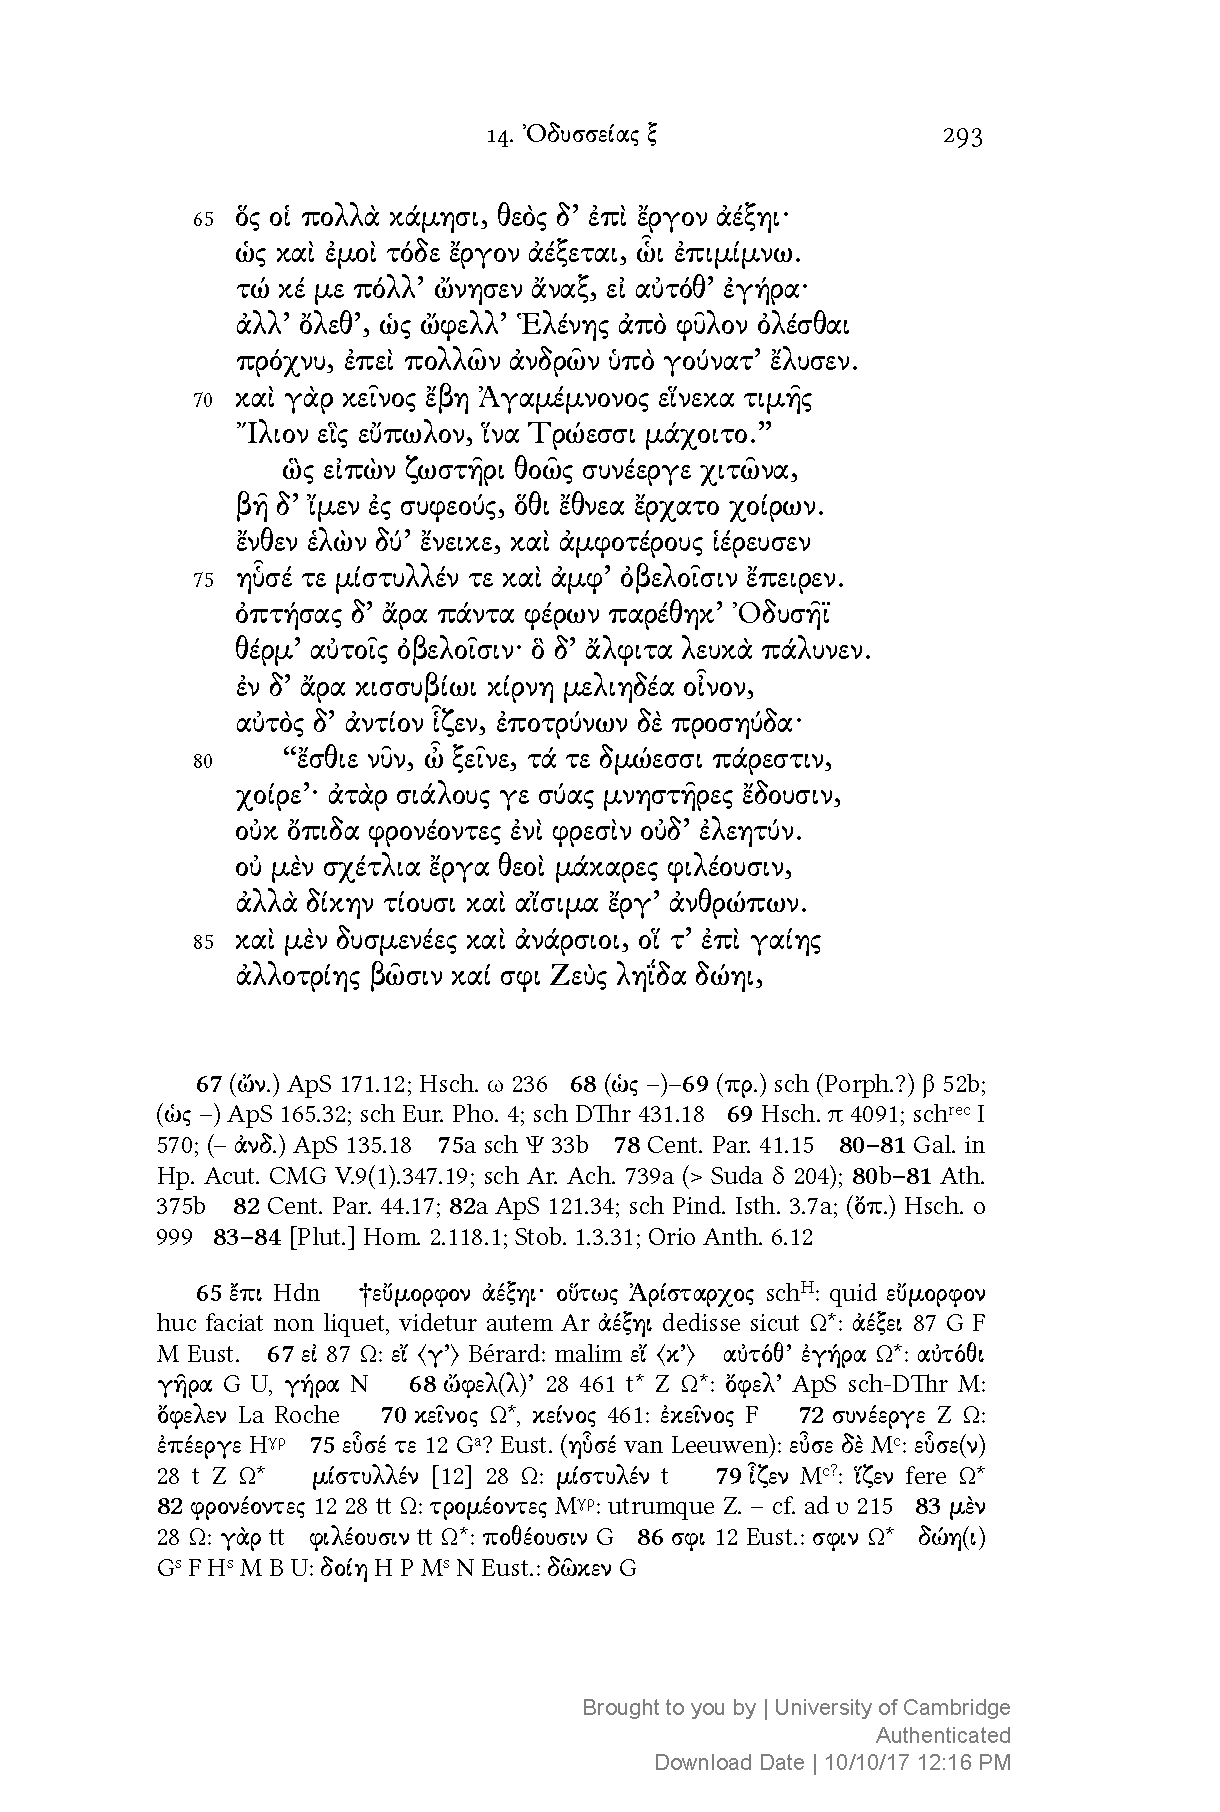 14. Ὀδυσσείας ξ 293
65 ὅς οἱ πολλὰ κάμησι, θεὸς δ’ ἐπὶ ἔργον ἀέξηι·
ὡς καὶ ἐμοὶ τόδε ἔργον ἀέξεται, ὧι ἐπιμίμνω.
τώ κέ με πόλλ’ ὤνησεν ἄναξ, εἰ αὐτόθ’ ἐγήρα·
ἀλλ’ ὄλεθ’, ὡς ὤφελλ’ Ἑλένης ἀπὸ φῦλον ὀλέσθαι
πρόχνυ, ἐπεὶ πολλῶν ἀνδρῶν ὑπὸ γούνατ’ ἔλυσεν.
70 καὶ γὰρ κεῖνος ἔβη Ἀγαμέμνονος εἵνεκα τιμῆς
Ἴλιον εἲς εὔπωλον, ἵνα Τρώεσσι μάχοιτο.”
ὣς εἰπὼν ζωστῆρι θοῶς συνέεργε χιτῶνα,
βῆ δ’ ἴμεν ἐς συφεούς, ὅθι ἔθνεα ἔρχατο χοίρων.
ἔνθεν ἑλὼν δύ’ ἔνεικε, καὶ ἀμφοτέρους ἱέρευσεν
75 ηὗσέ τε μίστυλλέν τε καὶ ἀμφ’ ὀβελοῖσιν ἔπειρεν.
ὀπτήσας δ’ ἄρα πάντα φέρων παρέθηκ’ Ὀδυσῆϊ
θέρμ’ αὐτοῖς ὀβελοῖσιν· ὃ δ’ ἄλφιτα λευκὰ πάλυνεν.
ἐν δ’ ἄρα κισσυβίωι κίρνη μελιηδέα οἶνον,
αὐτὸς δ’ ἀντίον ἷζεν, ἐποτρύνων δὲ προσηύδα·
80 “ἔσθιε νῦν, ὦ ξεῖνε, τά τε δμώεσσι πάρεστιν,
χοίρε’· ἀτὰρ σιάλους γε σύας μνηστῆρες ἔδουσιν,
οὐκ ὄπιδα φρονέοντες ἐνὶ φρεσὶν οὐδ’ ἐλεητύν.
οὐ μὲν σχέτλια ἔργα θεοὶ μάκαρες φιλέουσιν,
ἀλλὰ δίκην τίουσι καὶ αἴσιμα ἔργ’ ἀνθρώπων.
85 καὶ μὲν δυσμενέες καὶ ἀνάρσιοι, οἵ τ’ ἐπὶ γαίης
ἀλλοτρίης βῶσιν καί σφι Ζεὺς ληΐδα δώηι,
67 (ὤν.) ApS 171.12; Hsch. ω 236 68 (ὡς –)–69 (πρ.) sch (Porph.?) β 52b;
(ὡς –) ApS 165.32; sch Eur. Pho. 4; sch DThr 431.18 69 Hsch. π 4091; schrec I
570; (– ἀνδ.) ApS 135.18 75a sch Ψ 33b 78 Cent. Par. 41.15 80–81 Gal. in
Hp. Acut. CMG V.9(1).347.19; sch Ar. Ach. 739a (> Suda δ 204); 80b–81 Ath.
375b 82 Cent. Par. 44.17; 82a ApS 121.34; sch Pind. Isth. 3.7a; (ὄπ.) Hsch. ο
999 83–84 [Plut.] Hom. 2.118.1; Stob. 1.3.31; Orio Anth. 6.12
65 ἔπι Hdn †εὔμορφον ἀέξηι· οὕτως Ἀρίσταρχος schH: quid εὔμορφον
huc faciat non liquet, videtur autem Ar ἀέξηι dedisse sicut Ω*: ἀέξει 87 G F
M Eust. 67 εἰ 87 Ω: εἴ ⟨γ’⟩ Bérard: malim εἴ ⟨κ’⟩ αὐτόθ’ ἐγήρα Ω*: αὐτόθι
γῆρα G U, γήρα N 68 ὤφελ(λ)’ 28 461 t* Z Ω*: ὄφελ’ ApS sch-DThr M:
ὄφελεν La Roche 70 κεῖνος Ω*, κείνος 461: ἐκεῖνος F 72 συνέεργε Z Ω:
ἐπέεργε Hγρ 75 εὗσέ τε 12 Ga? Eust. (ηὗσέ van Leeuwen): εὗσε δὲ Mc: εὗσε(ν)
28 t Z Ω* μίστυλλέν [12] 28 Ω: μίστυλέν t 79 ἷζεν Mc?: ἵζεν fere Ω*
82 φρονέοντες 12 28 tt Ω: τρομέοντες Mγρ: utrumque Z. – cf. ad υ 215 83 μὲν
28 Ω: γὰρ tt φιλέουσιν tt Ω*: ποθέουσιν G 86 σφι 12 Eust.: σφιν Ω* δώη(ι)
Gs F Hs M B U: δοίη H P Ms N Eust.: δῶκεν G
Brought to you by | University of Cambridge
Authenticated
Download Date | 10/10/17 12:16 PM